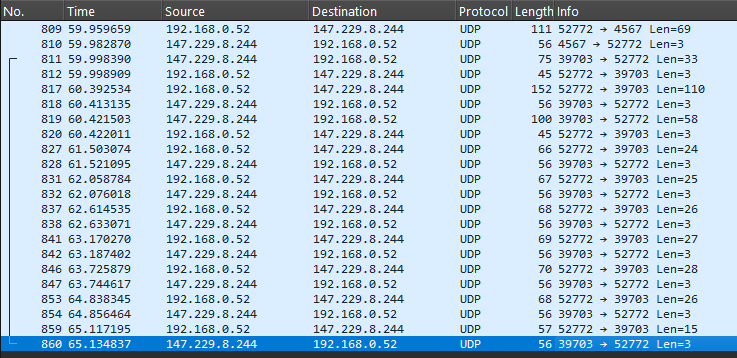 No. Time Source Destination Protocol Length Info
809 59.959659 192.168.0.52 147.229.8.244 UDP 111 52772 → 4567 Len=69
810 59.982870 147.229.8.244 192.168.0.52 UDP 56 4567 → 52772 Len=3
811 59.998390 147.229.8.244 192.168.0.52 UDP 75 39703 → 52772 Len=33
812 59.998909 192.168.0.52 147.229.8.244 UDP 45 52772 → 39703 Len=3
817 60.392534 192.168.0.52 147.229.8.244 UDP 152 52772 → 39703 Len=110
818 60.413135 147.229.8.244 192.168.0.52 UDP 56 39703 → 52772 Len=3
819 60.421503 147.229.8.244 192.168.0.52 UDP 100 39703 → 52772 Len=58
820 60.422011 192.168.0.52 147.229.8.244 UDP 45 52772 → 39703 Len=3
827 61.503074 192.168.0.52 147.229.8.244 UDP 66 52772 → 39703 Len=24
828 61.521095 147.229.8.244 192.168.0.52 UDP 56 39703 → 52772 Len=3
831 62.058784 192.168.0.52 147.229.8.244 UDP 67 52772 → 39703 Len=25
832 62.076018 147.229.8.244 192.168.0.52 UDP 56 39703 → 52772 Len=3
837 62.614535 192.168.0.52 147.229.8.244 UDP 68 52772 → 39703 Len=26
838 62.633071 147.229.8.244 192.168.0.52 UDP 56 39703 → 52772 Len=3
841 63.170270 192.168.0.52 147.229.8.244 UDP 69 52772 → 39703 Len=27
842 63.187402 147.229.8.244 192.168.0.52 UDP 56 39703 → 52772 Len=3
846 63.725879 192.168.0.52 147.229.8.244 UDP 70 52772 → 39703 Len=28
847 63.744617 147.229.8.244 192.168.0.52 UDP 56 39703 → 52772 Len=3
853 64.838345 192.168.0.52 147.229.8.244 UDP 68 52772 → 39703 Len=26
854 64.856464 147.229.8.244 192.168.0.52 UDP 56 39703 → 52772 Len=3
859 65.117195 192.168.0.52 147.229.8.244 UDP 57 52772 → 39703 Len=15
860 65.134837 147.229.8.244 192.168.0.52 UDP 56 39703 → 52772 Len=3